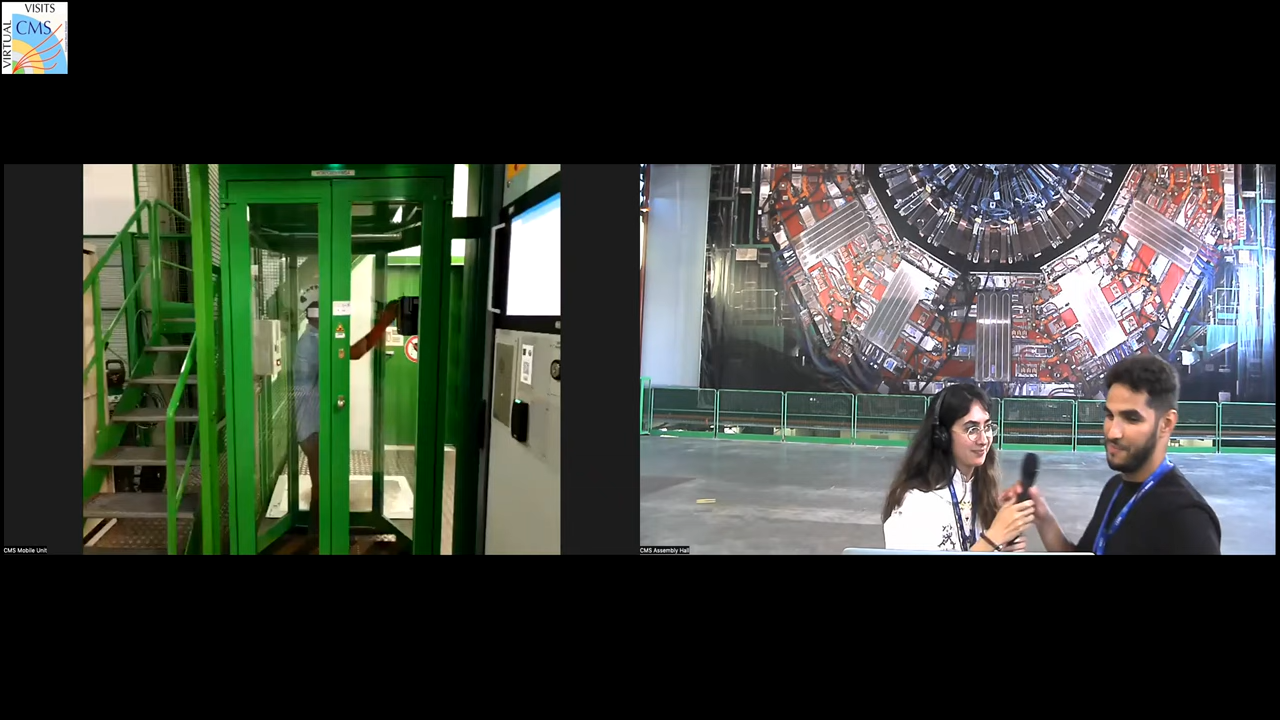 VISITS
VIRTUAL
CMS
CMS Mobile Unit
CMS Assembly Hall